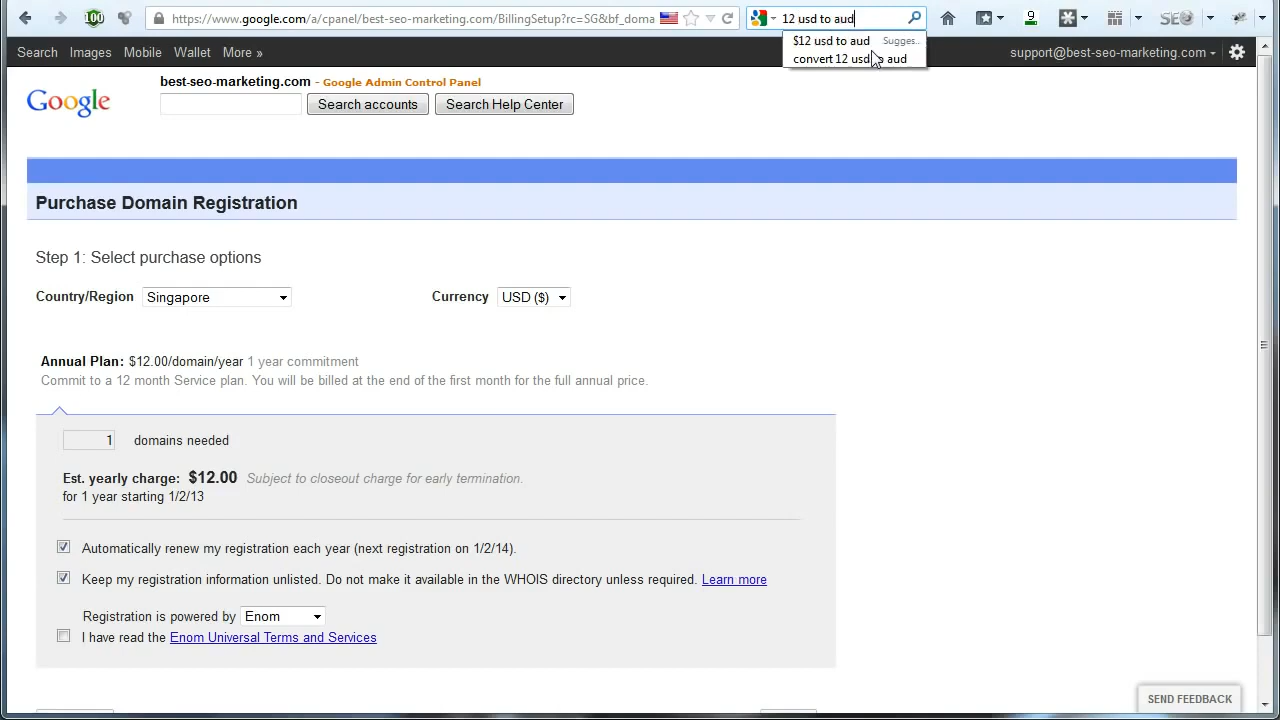 100
https://www.google.com/a/cpanel/best-seo-marketing.com/BillingSetup?rc=SG&bf_doma
12 usd to aud
SEO
$12 usd to aud Sugges..
convert 12 usd to aud
Search Images Mobile Wallet More »
support@best-seo-marketing.com
best-seo-marketing.com - Google Admin Control Panel
Google
Search accounts Search Help Center
Purchase Domain Registration
Step 1: Select purchase options
Country/Region Singapore Currency USD ($)
Annual Plan: $12.00/domain/year 1 year commitment
Commit to a 12 month Service plan. You will be billed at the end of the first month for the full annual price.
1 domains needed
Est. yearly charge: $12.00 Subject to closeout charge for early termination.
for 1 year starting 1/2/13
Automatically renew my registration each year (next registration on 1/2/14).
Keep my registration information unlisted. Do not make it available in the WHOIS directory unless required. Learn more
Registration is powered by Enom
I have read the Enom Universal Terms and Services
SEND FEEDBACK